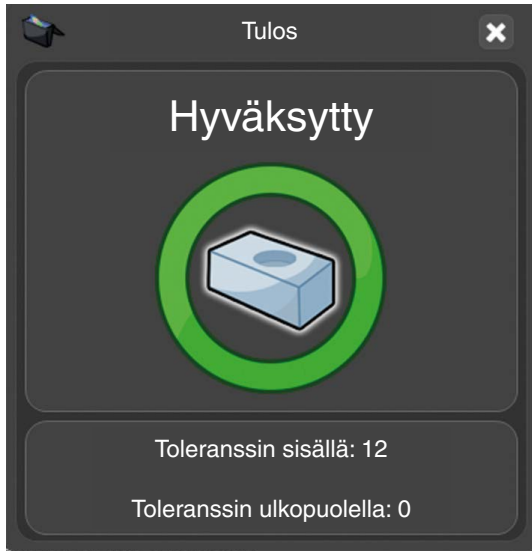 Tulos
Hyväksytty
Toleranssin sisällä: 12
Toleranssin ulkopuolella: 0